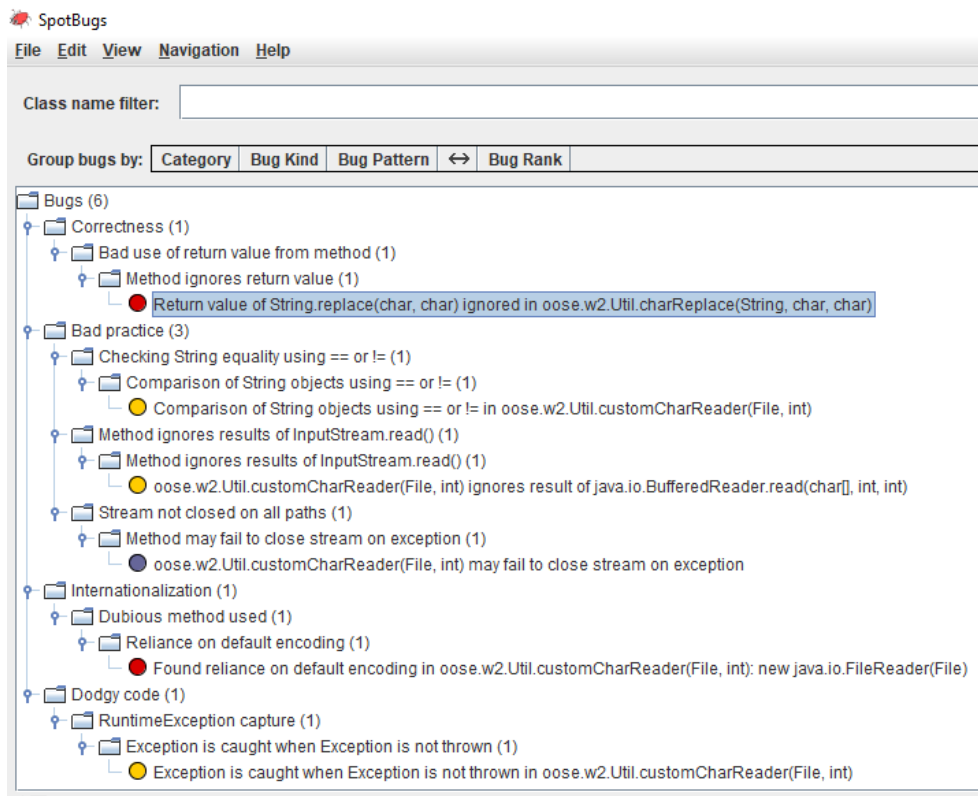 SpotBugs
File Edit View Navigation Help
Class name filter:
Group bugs by: Category Bug Kind Bug Pattern ↔ Bug Rank
Bugs (6)
Correctness (1)
Bad use of return value from method (1)
Method ignores return value (1)
Return value of String.replace(char, char) ignored in oose.w2.Util.charReplace(String, char, char)
Bad practice (3)
Checking String equality using == or != (1)
Comparison of String objects using == or != (1)
Comparison of String objects using == or != in oose.w2.Util.customCharReader(File, int)
Method ignores results of InputStream.read() (1)
Method ignores results of InputStream.read() (1)
oose.w2.Util.customCharReader(File, int) ignores result of java.io.BufferedReader.read(char[], int, int)
Stream not closed on all paths (1)
Method may fail to close stream on exception (1)
oose.w2.Util.customCharReader(File, int) may fail to close stream on exception
Internationalization (1)
Dubious method used (1)
Reliance on default encoding (1)
Found reliance on default encoding in oose.w2.Util.customCharReader(File, int): new java.io.FileReader(File)
Dodgy code (1)
RuntimeException capture (1)
Exception is caught when Exception is not thrown (1)
Exception is caught when Exception is not thrown in oose.w2.Util.customCharReader(File, int)